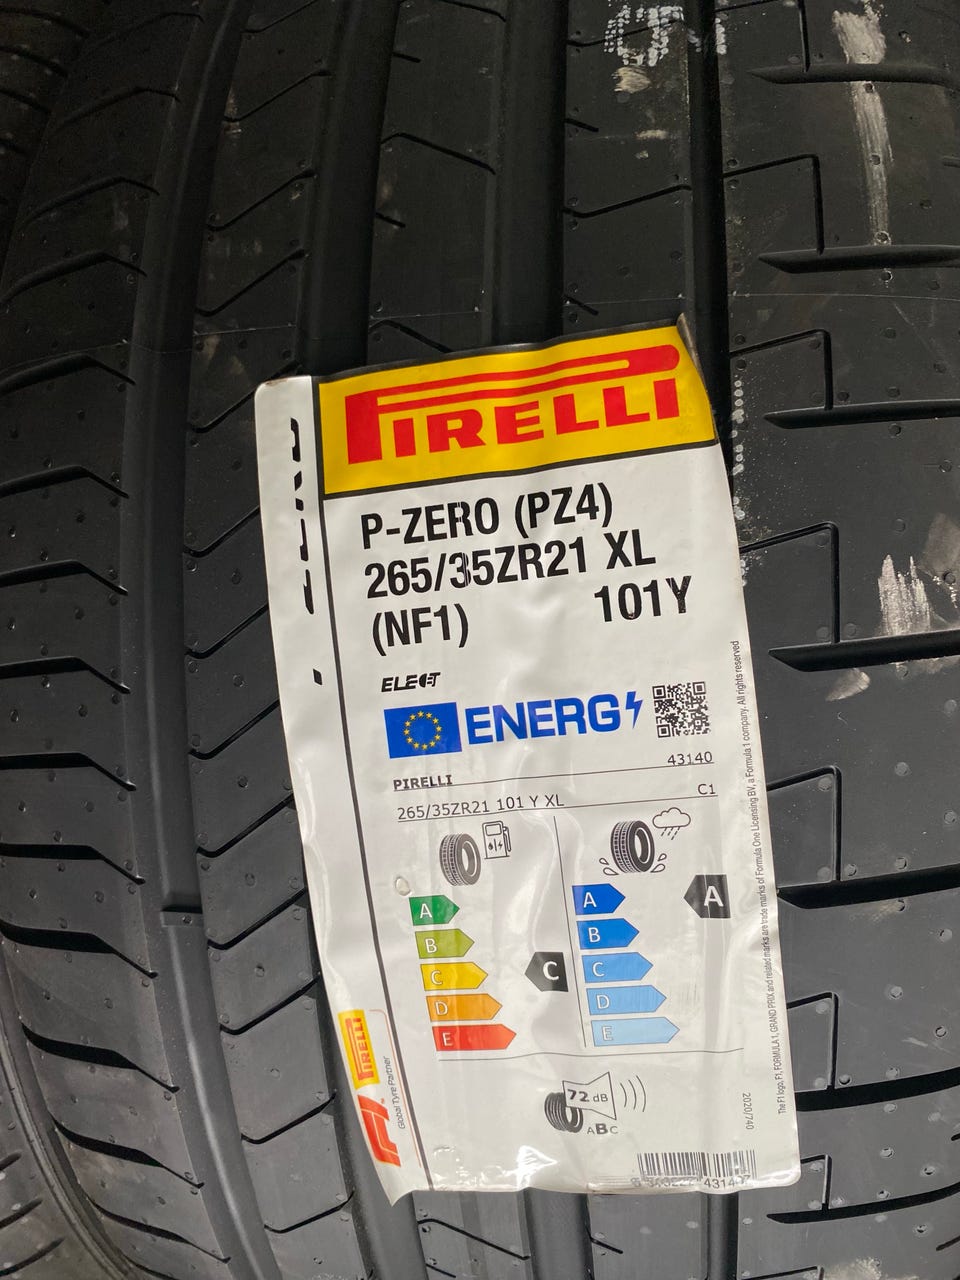 PIRELLI
P-ZERO (PZ4)
265/35ZR21 XL
(NF1) 101Y
ELECT
ENERG
PIRELLI 43140
265/35ZR21 101 Y XL C1
A
B
C
D
E
C
A
B
C
D
E
A
72 dB
ABC
2020/740
The F1 logo, F1, FORMULA 1, GRAND PRIX and related marks are trade marks of Formula One Licensing BV, a Formula 1 company. All rights reserved
PIRELLI
F1
Global Tyre Partner